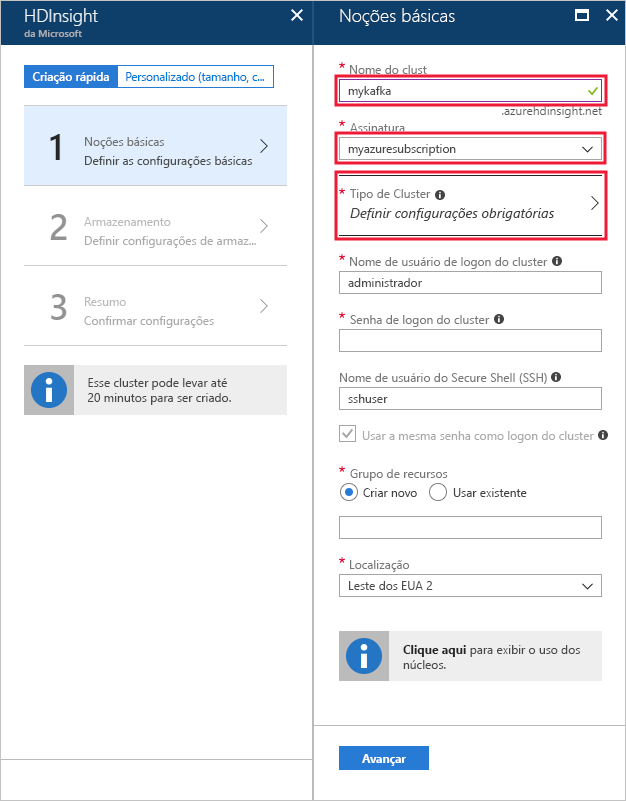 HDInsight
da Microsoft
Criação rápida
Personalizado (tamanho, c...
1
Noções básicas
Definir as configurações básicas
2
Armazenamento
Definir configurações de armaz...
3
Resumo
Confirmar configurações
Esse cluster pode levar até
20 minutos para ser criado.
Noções básicas
* Nome do clust
mykafka
.azurehdinsight.net
* Assinatura
myazuresubscription
* Tipo de Cluster
Definir configurações obrigatórias
* Nome de usuário de logon do cluster
administrador
* Senha de logon do cluster
Nome de usuário do Secure Shell (SSH)
sshuser
Usar a mesma senha como logon do cluster
* Grupo de recursos
Criar novo Usar existente
* Localização
Leste dos EUA 2
Clique aqui para exibir o uso dos
núcleos.
Avançar